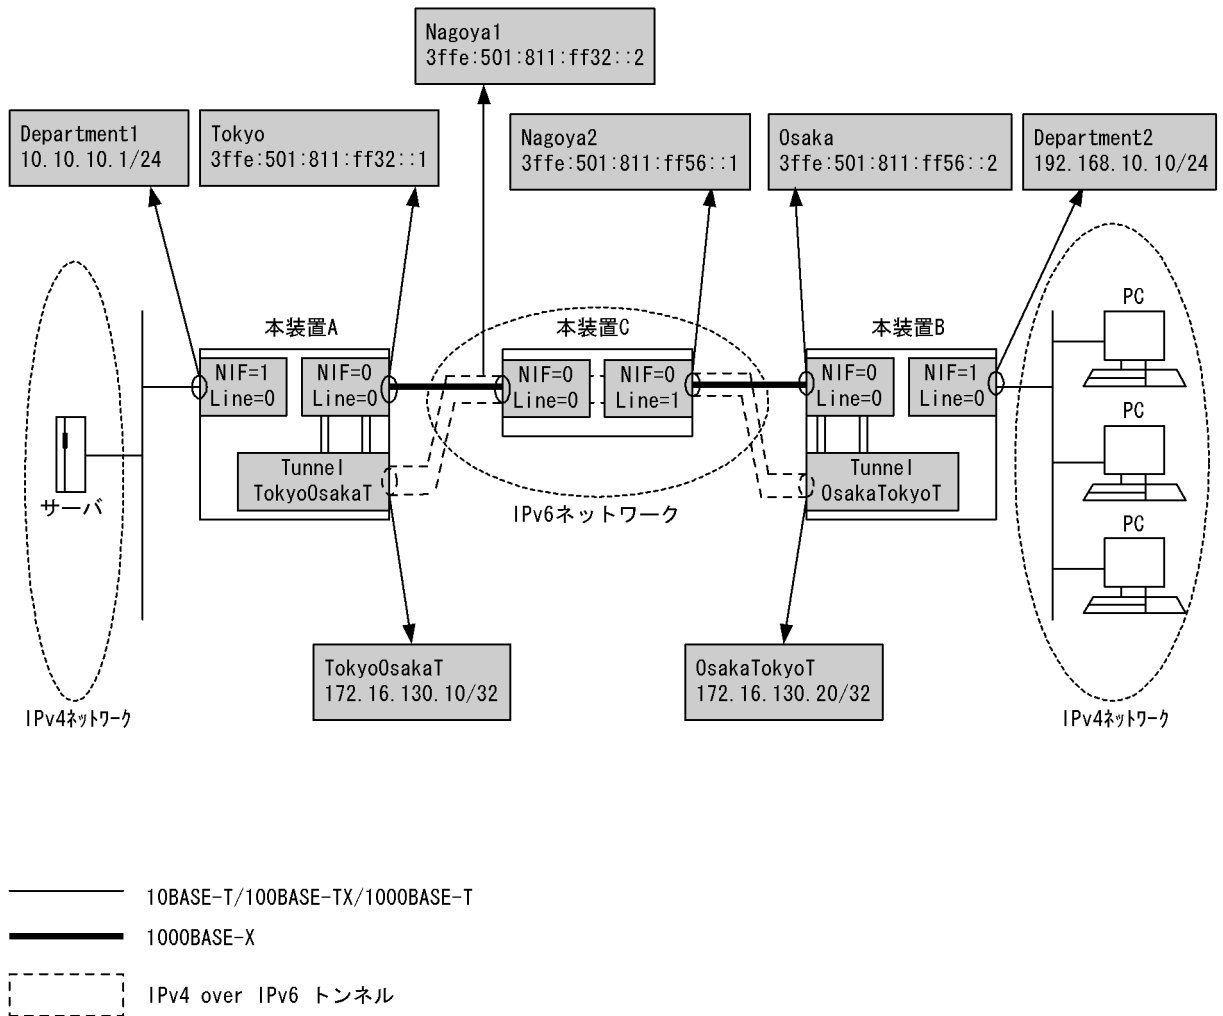 Nagoya1
3ffe:501:811:ff32::2
Department1
10.10.10.1/24
Tokyo
3ffe:501:811:ff32::1
Nagoya2
3ffe:501:811:ff56::1
Osaka
3ffe:501:811:ff56::2
Department2
192.168.10.10/24
本装置A
本装置C
本装置B
PC
NIF=1
Line=0
NIF=0
Line=0
NIF=0
Line=0
NIF=0
Line=1
NIF=0
Line=0
NIF=1
Line=0
PC
Tunnel
TokyoOsakaT
Tunnel
OsakaTokyoT
サーバ
IPv6ネットワーク
PC
TokyoOsakaT
172.16.130.10/32
OsakaTokyoT
172.16.130.20/32
IPv4ネットワーク
IPv4ネットワーク
10BASE-T/100BASE-TX/1000BASE-T
1000BASE-X
IPv4 over IPv6 トンネル